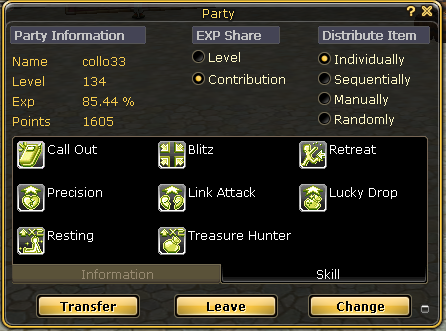 Party
? X
Party Information EXP Share Distribute Item
Name collo33 Level Individually
Level 134 Contribution Sequentially
Exp 85.44 % Manually
Points 1605 Randomly
Call Out Blitz Retreat
Precision Link Attack Lucky Drop
X2 Resting X2 Treasure Hunter
Information Skill
Transfer Leave Change